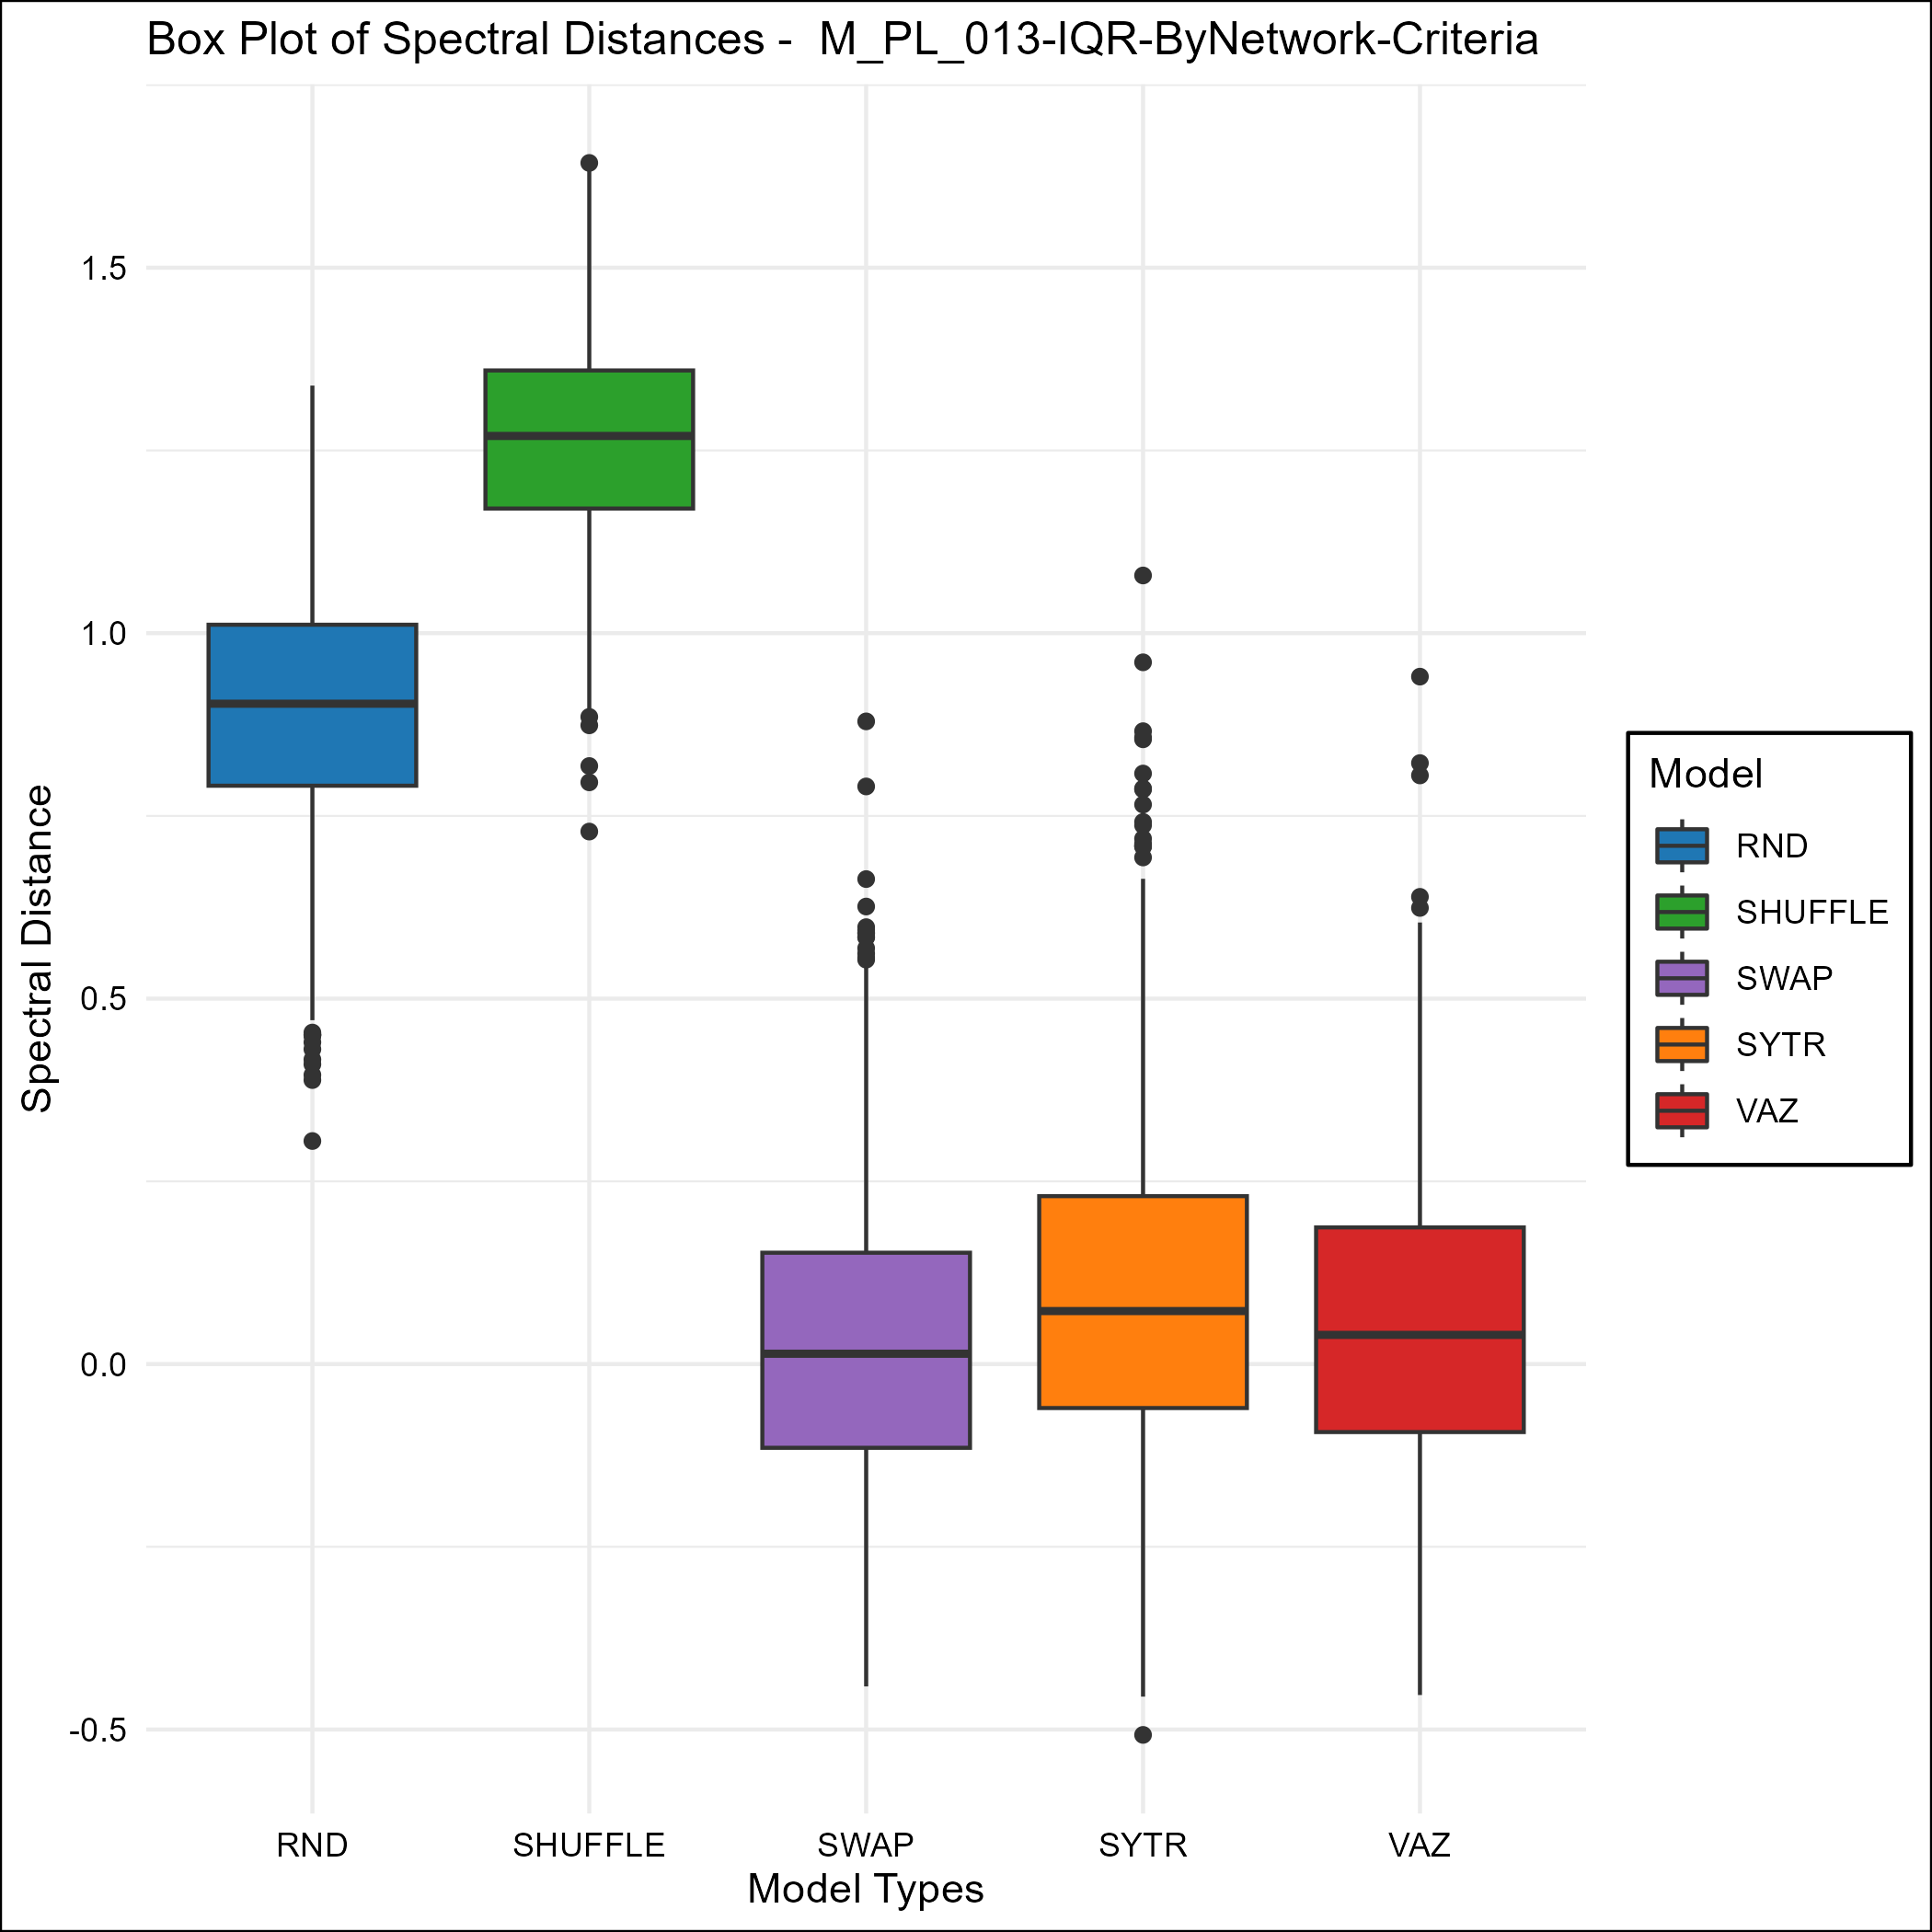 Box Plot of Spectral Distances -  M_PL_013-IQR-ByNetwork-Criteria
Spectral Distance
1.5
1.0
0.5
0.0
-0.5
RND
SHUFFLE
SWAP
SYTR
VAZ
Model Types
Model
RND
SHUFFLE
SWAP
SYTR
VAZ